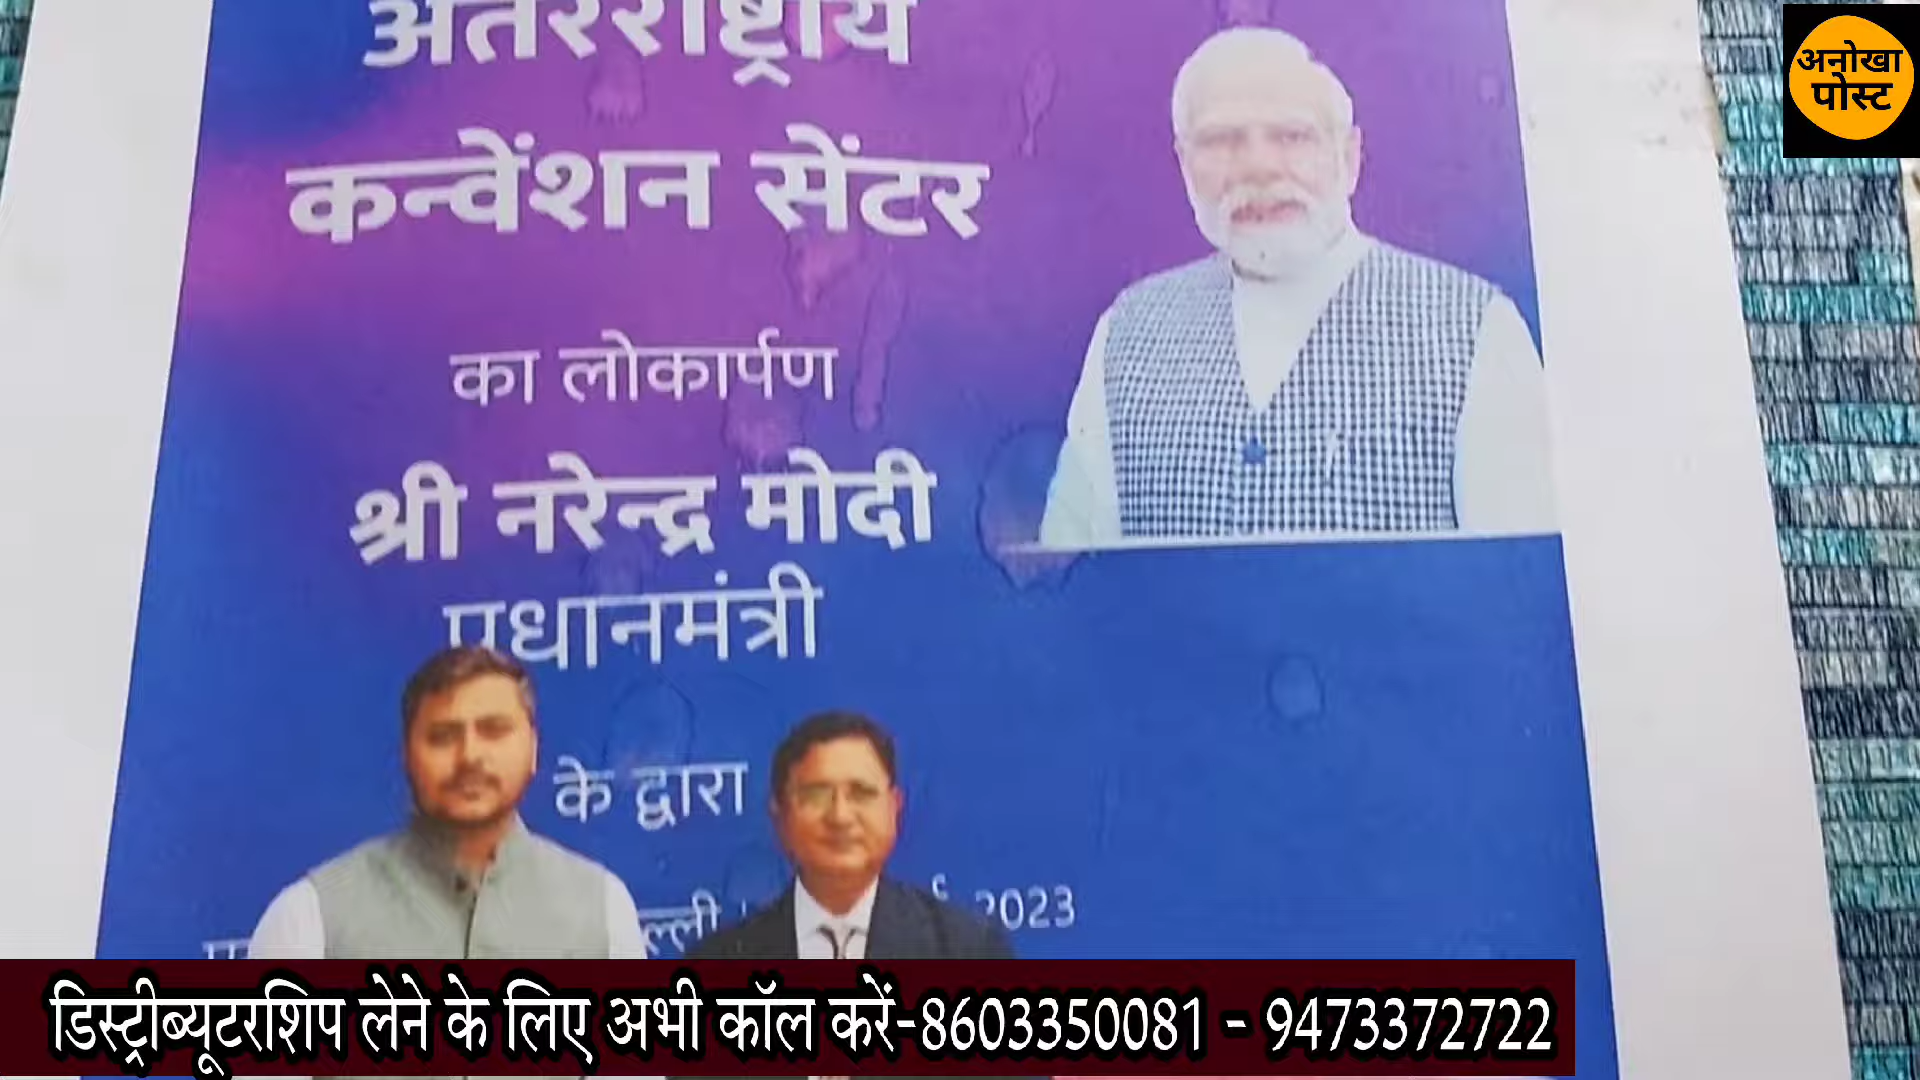 अंतरराष्ट्रीय
कन्वेंशन सेंटर
का लोकार्पण
श्री नरेन्द्र मोदी
प्रधानमंत्री
के द्वारा
2023
अनोखा
पोस्ट
डिस्ट्रीब्यूटरशिप लेने के लिए अभी कॉल करें-8603350081 - 9473372722